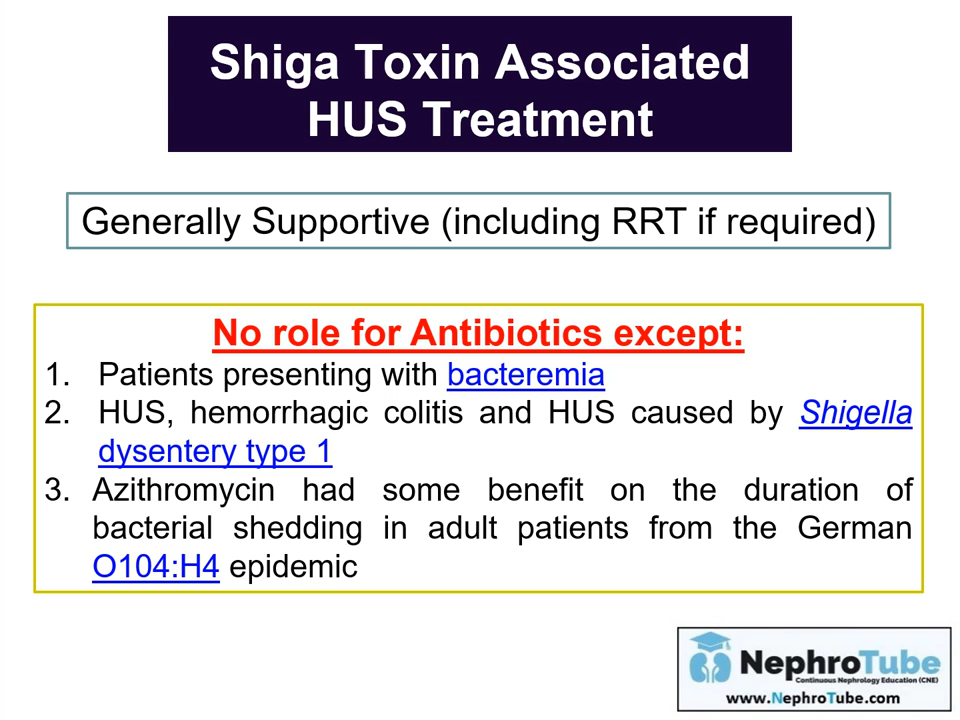 Shiga Toxin Associated
HUS Treatment
Generally Supportive (including RRT if required)
No role for Antibiotics except:
1. Patients presenting with bacteremia
2. HUS, hemorrhagic colitis and HUS caused by Shigella
dysentery type 1
3. Azithromycin had some benefit on the duration of
bacterial shedding in adult patients from the German
O104:H4 epidemic
NephroTube
Continuous Nephrology Education (CNE)
www.NephroTube.com